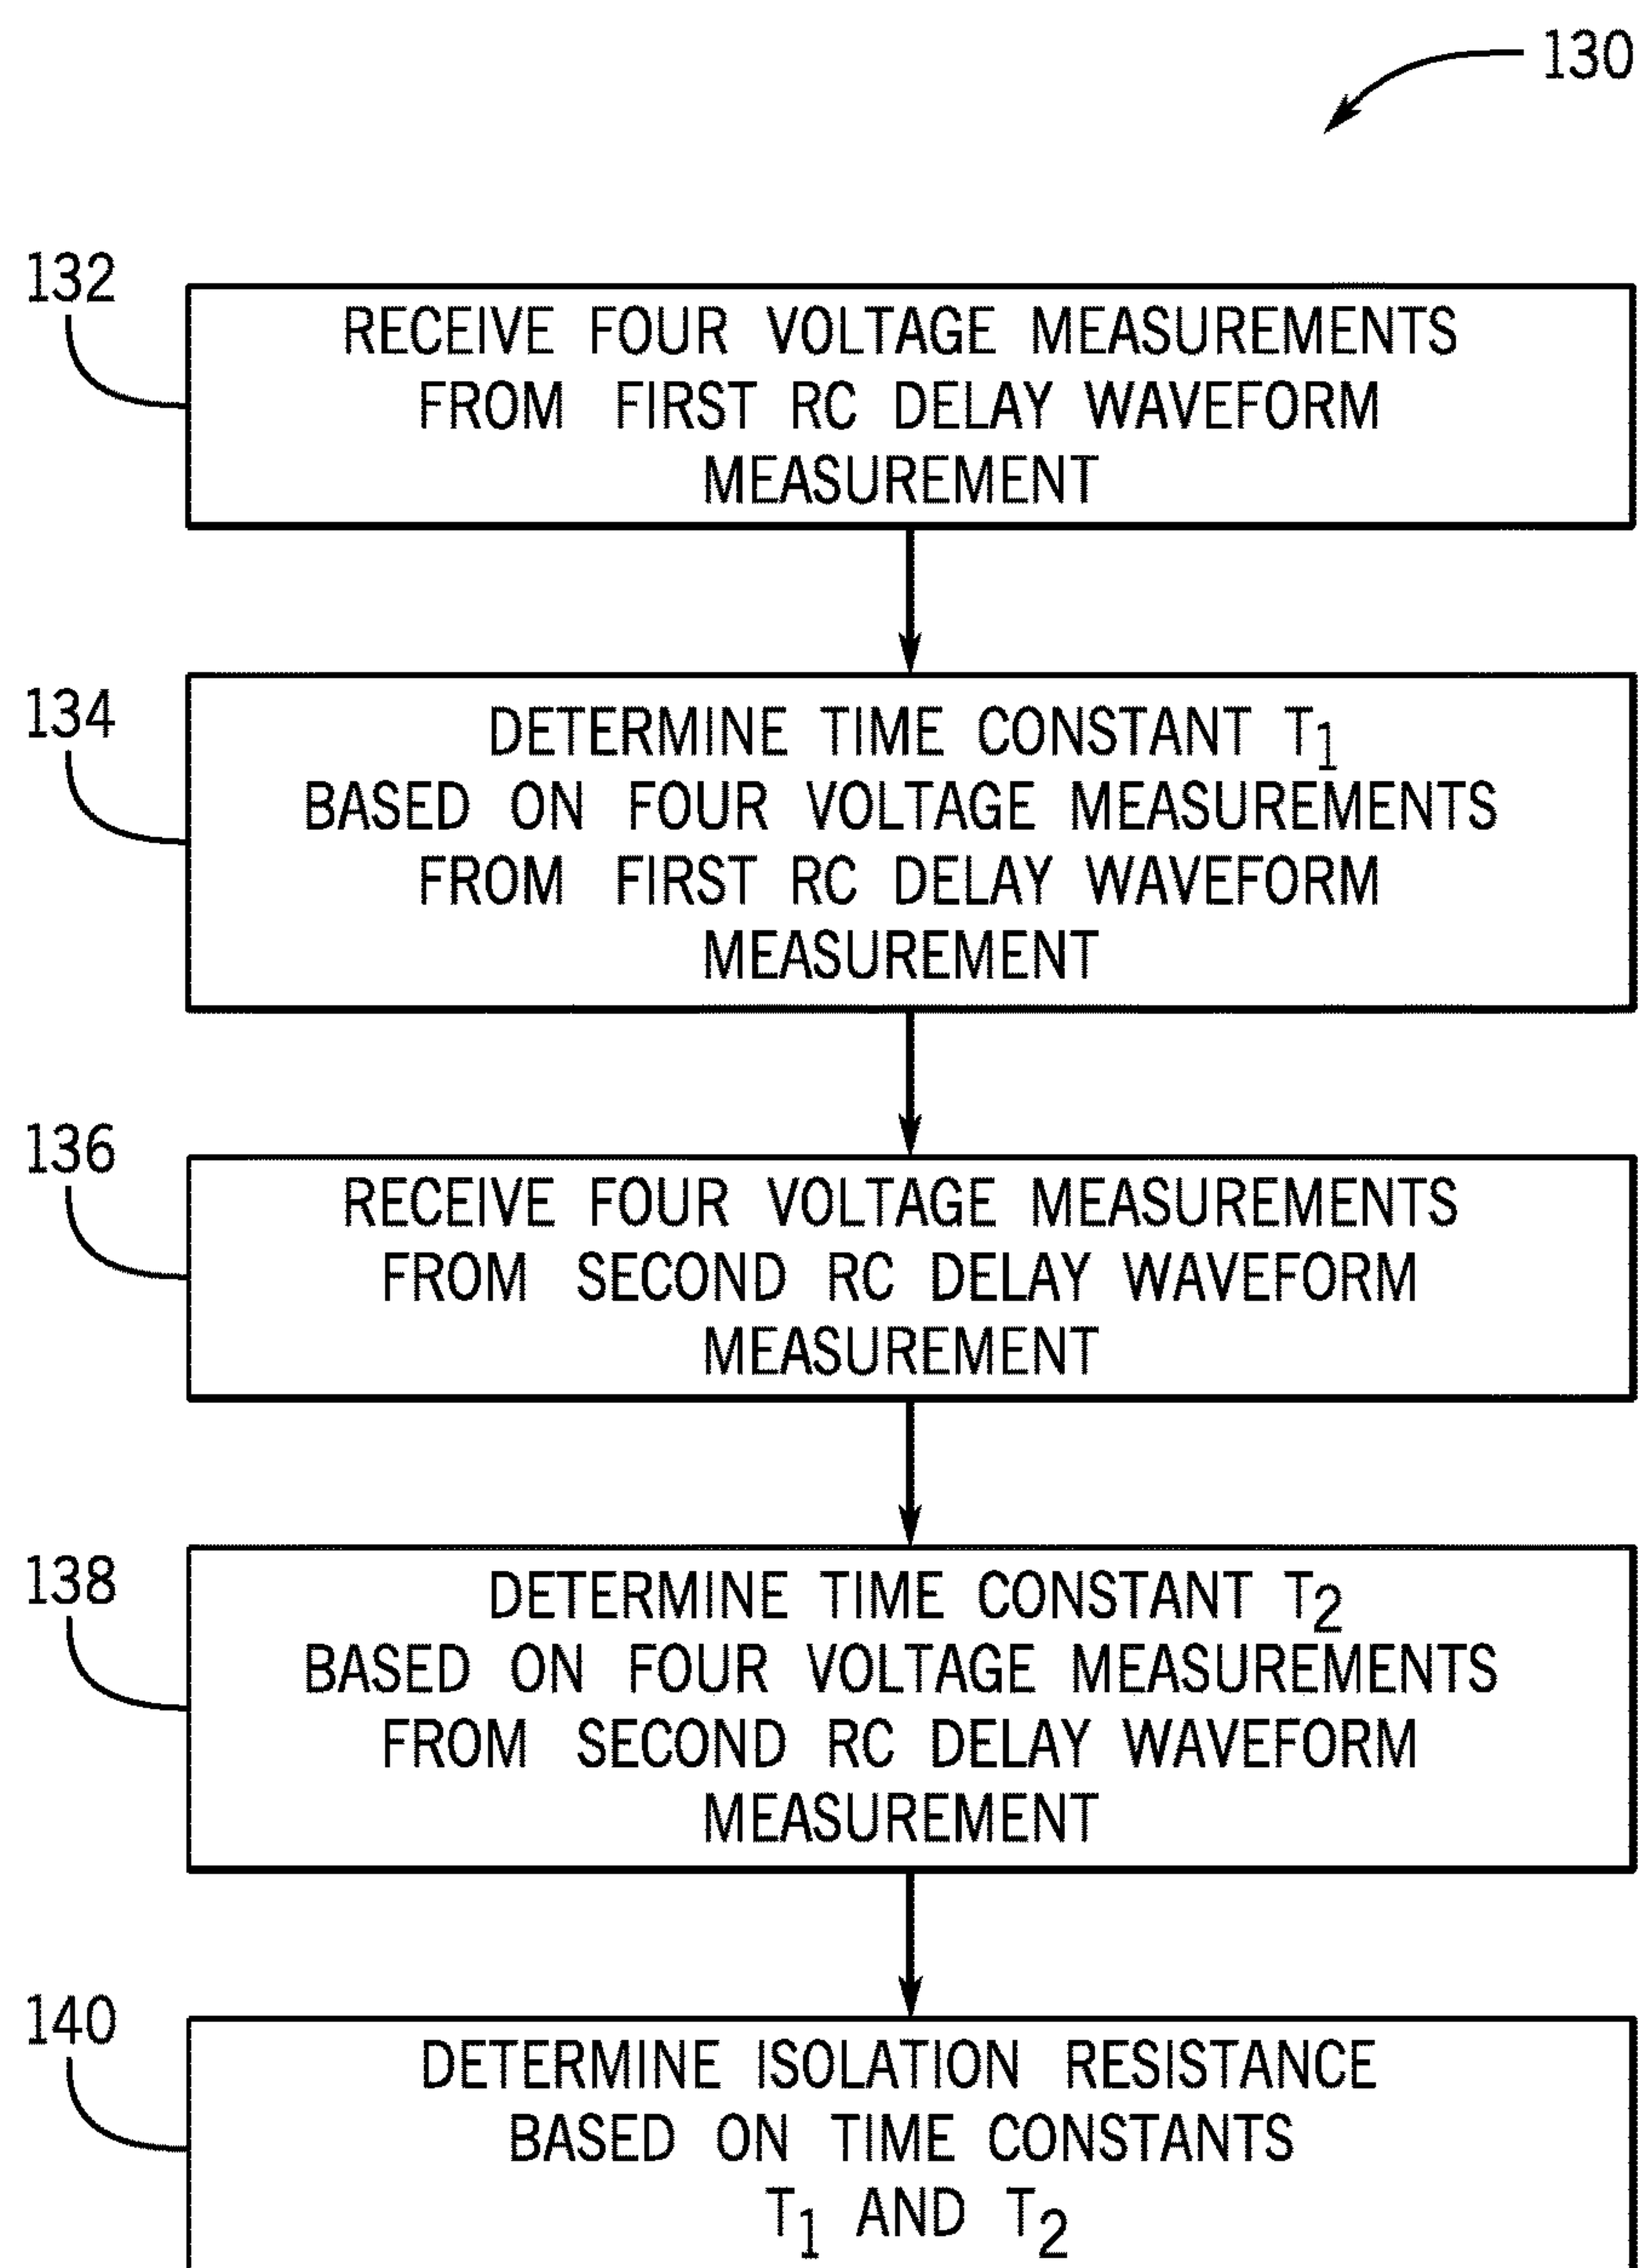 130
132
RECEIVE FOUR VOLTAGE MEASUREMENTS
FROM FIRST RC DELAY WAVEFORM
MEASUREMENT
134
DETERMINE TIME CONSTANT T1
BASED ON FOUR VOLTAGE MEASUREMENTS
FROM FIRST RC DELAY WAVEFORM
MEASUREMENT
136
RECEIVE FOUR VOLTAGE MEASUREMENTS
FROM SECOND RC DELAY WAVEFORM
MEASUREMENT
138
DETERMINE TIME CONSTANT T2
BASED ON FOUR VOLTAGE MEASUREMENTS
FROM SECOND RC DELAY WAVEFORM
MEASUREMENT
140
DETERMINE ISOLATION RESISTANCE
BASED ON TIME CONSTANTS
T1 AND T2